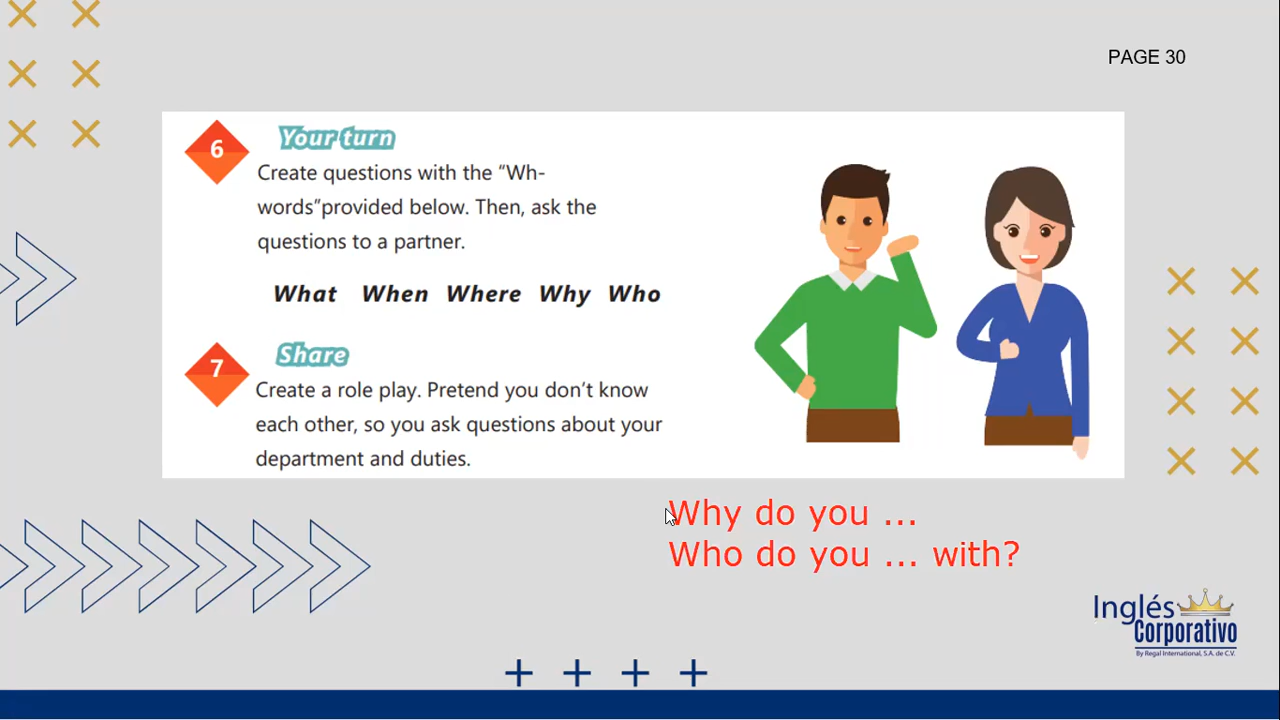 PAGE 30
6
Your turn
Create questions with the “Wh-
words”provided below. Then, ask the
questions to a partner.
What When Where Why Who
7
Share
Create a role play. Pretend you don’t know
each other, so you ask questions about your
department and duties.
Why do you ...
Who do you ... with?
Inglés
Corporativo
By Regal International, S.A. de C.V.